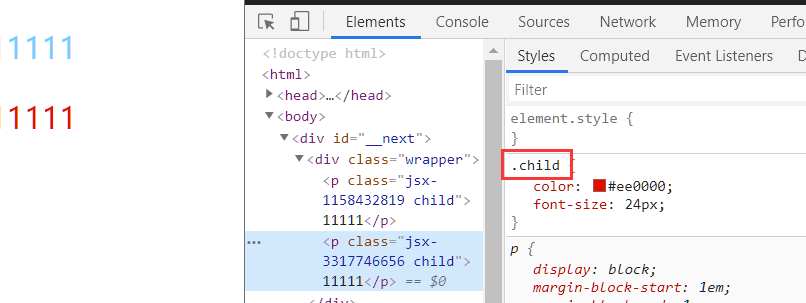 11111
11111
Elements Console Sources Network Memory Perfo
<!doctype html>
<html>
<head>…</head>
<body>
<div id="__next">
<div class="wrapper">
<p class="jsx-
1158432819 child">
11111</p>
<p class="jsx-
3317746656 child">
11111</p> == $0
</div>
Styles Computed Event Listeners D
Filter
element.style {
}
.child {
color: #ee0000;
font-size: 24px;
}
p {
display: block;
margin-block-start: 1em;